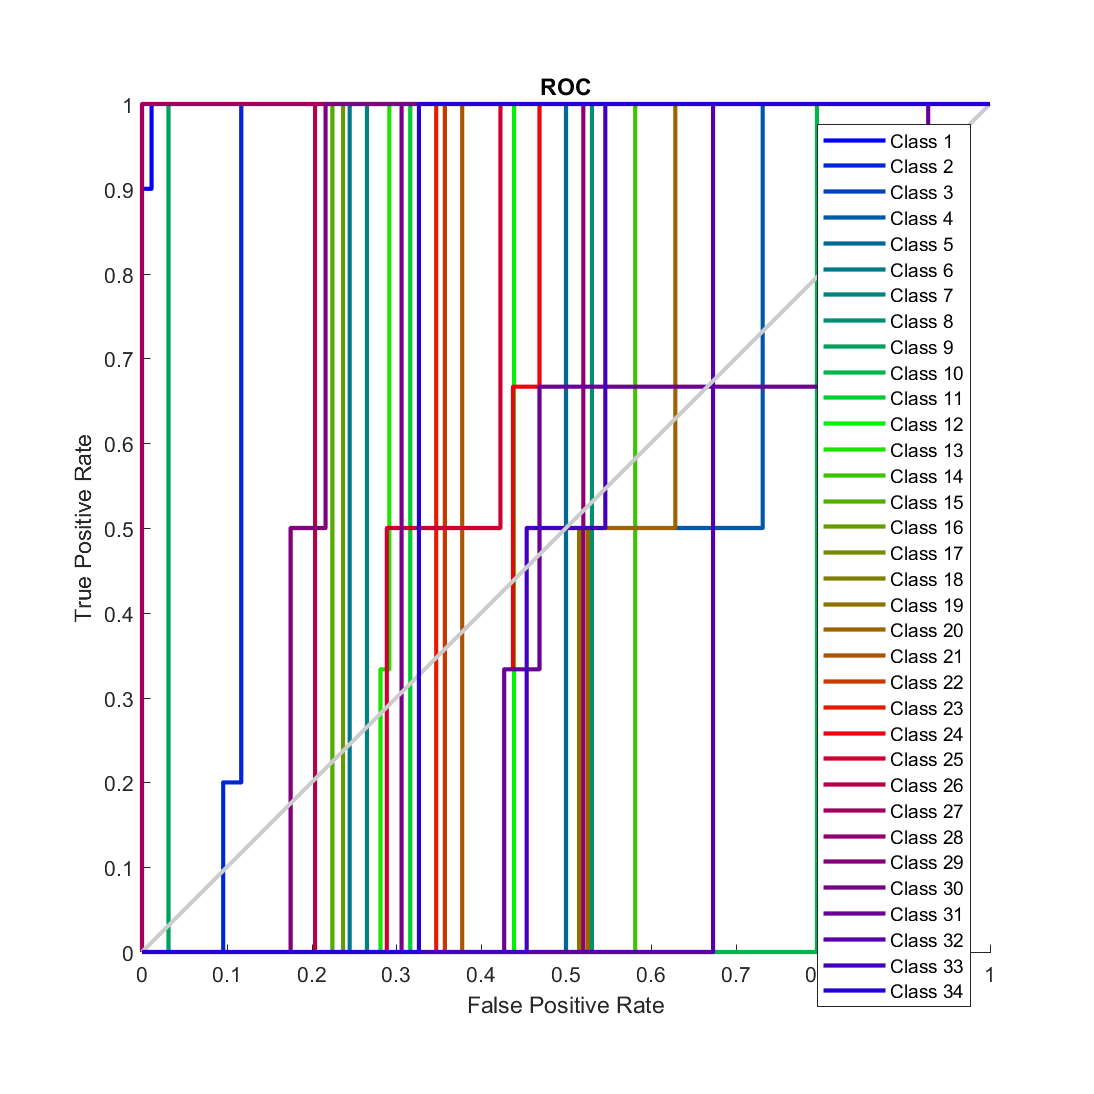 ROC
True Positive Rate
1
0.9
0.8
0.7
0.6
0.5
0.4
0.3
0.2
0.1
0
0 0.1 0.2 0.3 0.4 0.5 0.6 0.7 1
False Positive Rate
Class 1
Class 2
Class 3
Class 4
Class 5
Class 6
Class 7
Class 8
Class 9
Class 10
Class 11
Class 12
Class 13
Class 14
Class 15
Class 16
Class 17
Class 18
Class 19
Class 20
Class 21
Class 22
Class 23
Class 24
Class 25
Class 26
Class 27
Class 28
Class 29
Class 30
Class 31
Class 32
Class 33
Class 34